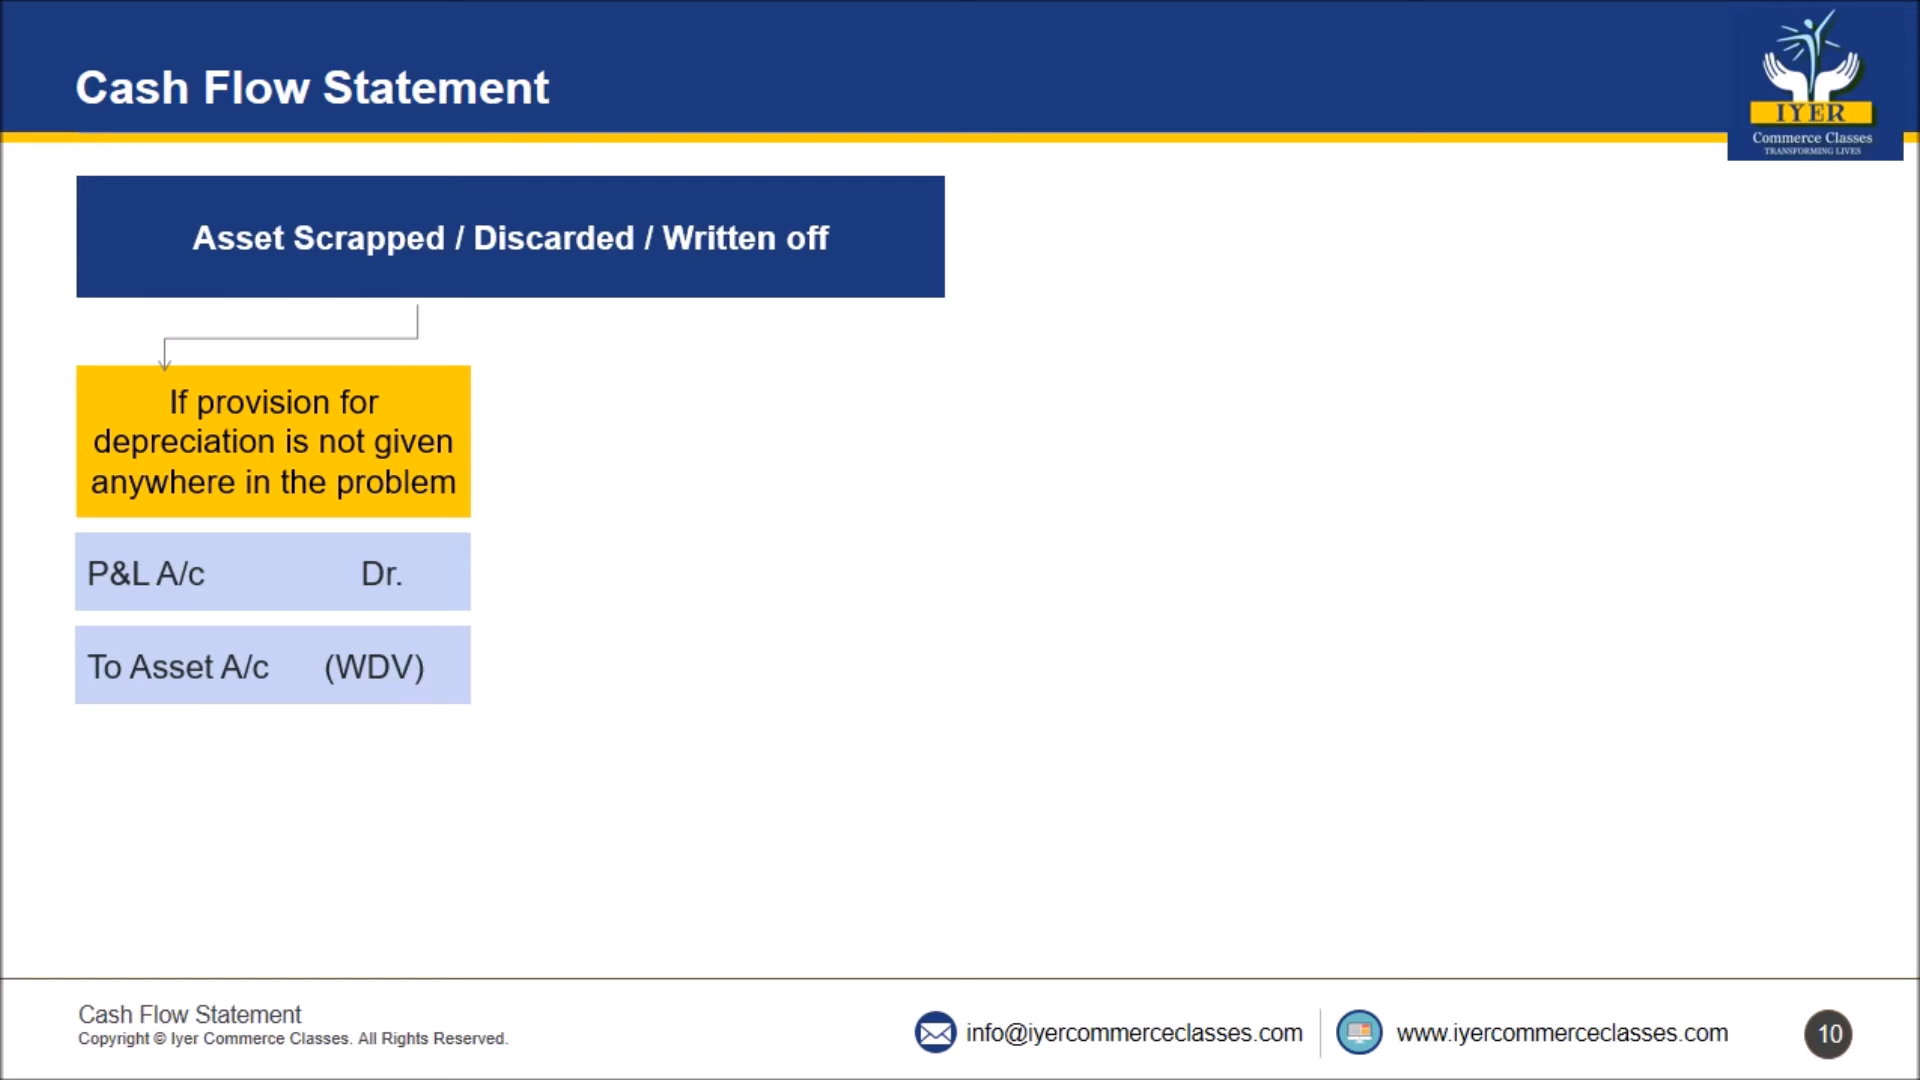 Cash Flow Statement
IYER
Commerce Classes
TRANSFORMING LIVES
Asset Scrapped / Discarded / Written off
If provision for
depreciation is not given
anywhere in the problem
P&L A/c Dr.
To Asset A/c (WDV)
Cash Flow Statement
Copyright © Iyer Commerce Classes. All Rights Reserved.
info@iyercommerceclasses.com
www.iyercommerceclasses.com
10